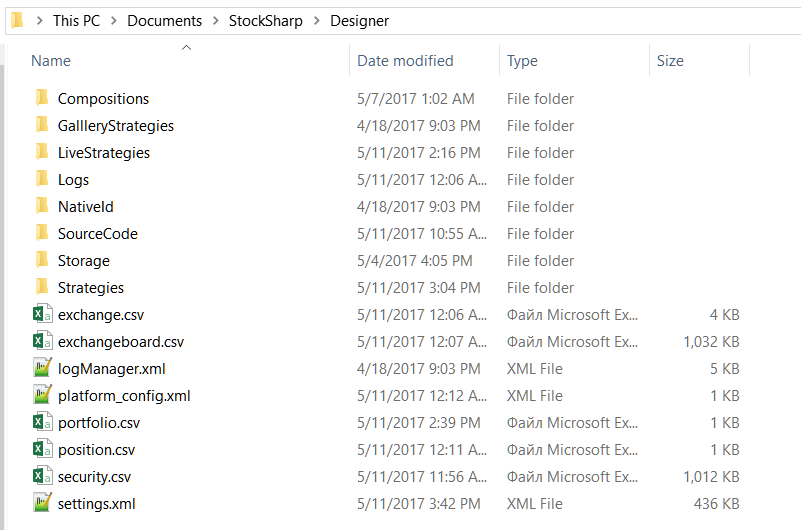 This PC > Documents > StockSharp > Designer
Name Date modified Type Size
Compositions 5/7/2017 1:02 AM File folder
GallleryStrategies 4/18/2017 9:03 PM File folder
LiveStrategies 5/11/2017 2:16 PM File folder
Logs 5/11/2017 12:06 A... File folder
NativeId 4/18/2017 9:03 PM File folder
SourceCode 5/11/2017 10:55 A... File folder
Storage 5/4/2017 4:05 PM File folder
Strategies 5/11/2017 3:04 PM File folder
exchange.csv 5/11/2017 12:06 A... Файл Microsoft Ex... 4 KB
exchangeboard.csv 5/11/2017 12:07 A... Файл Microsoft Ex... 1,032 KB
logManager.xml 4/18/2017 9:03 PM XML File 5 KB
platform_config.xml 5/11/2017 12:12 A... XML File 1 KB
portfolio.csv 5/11/2017 2:39 PM Файл Microsoft Ex... 1 KB
position.csv 5/11/2017 12:11 A... Файл Microsoft Ex... 1 KB
security.csv 5/11/2017 11:56 A... Файл Microsoft Ex... 1,012 KB
settings.xml 5/11/2017 3:42 PM XML File 436 KB